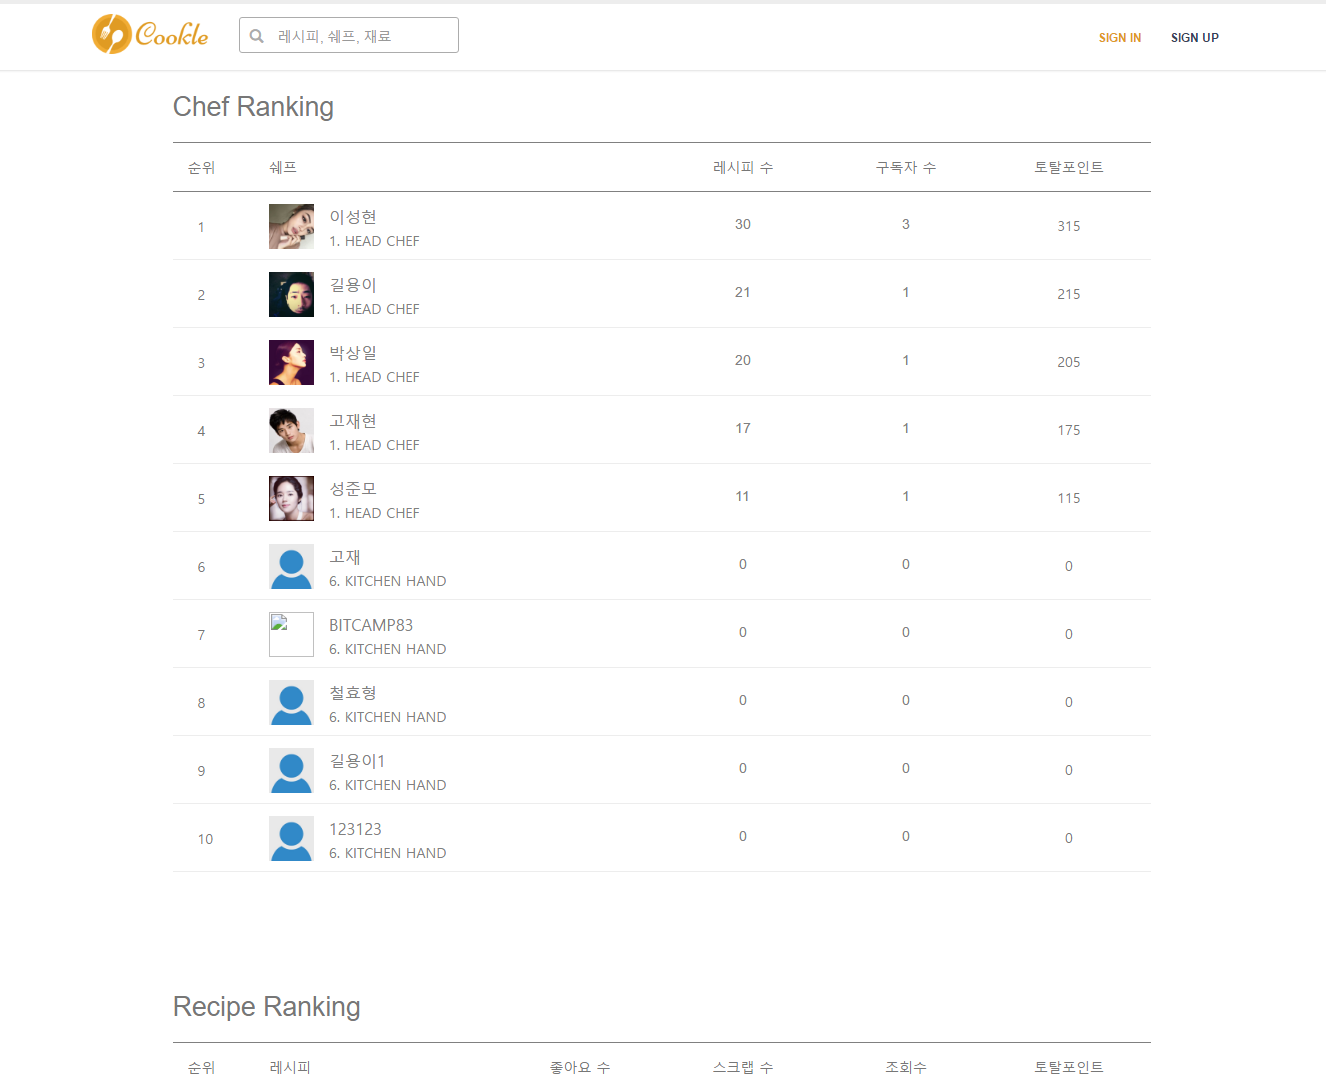 Cookle
레시피, 쉐프, 재료
SIGN IN
SIGN UP
Chef Ranking
순위 쉐프 레시피 수 구독자 수 토탈포인트
1 이성현 30 3 315
1. HEAD CHEF
2 길용이 21 1 215
1. HEAD CHEF
3 박상일 20 1 205
1. HEAD CHEF
4 고재현 17 1 175
1. HEAD CHEF
5 성준모 11 1 115
1. HEAD CHEF
6 고재 0 0 0
6. KITCHEN HAND
7 BITCAMP83 0 0 0
6. KITCHEN HAND
8 철효형 0 0 0
6. KITCHEN HAND
9 길용이1 0 0 0
6. KITCHEN HAND
10 123123 0 0 0
6. KITCHEN HAND
Recipe Ranking
순위 레시피 좋아요 수 스크랩 수 조회수 토탈포인트